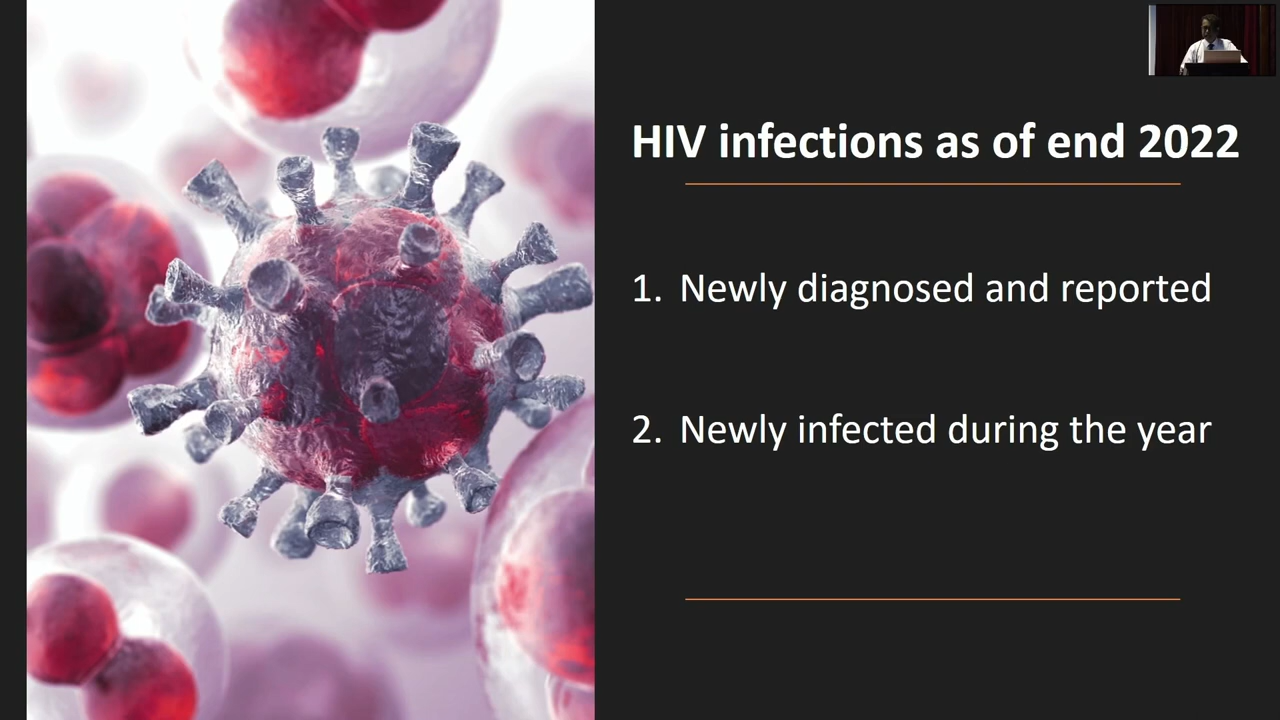 HIV infections as of end 2022
1. Newly diagnosed and reported
2. Newly infected during the year